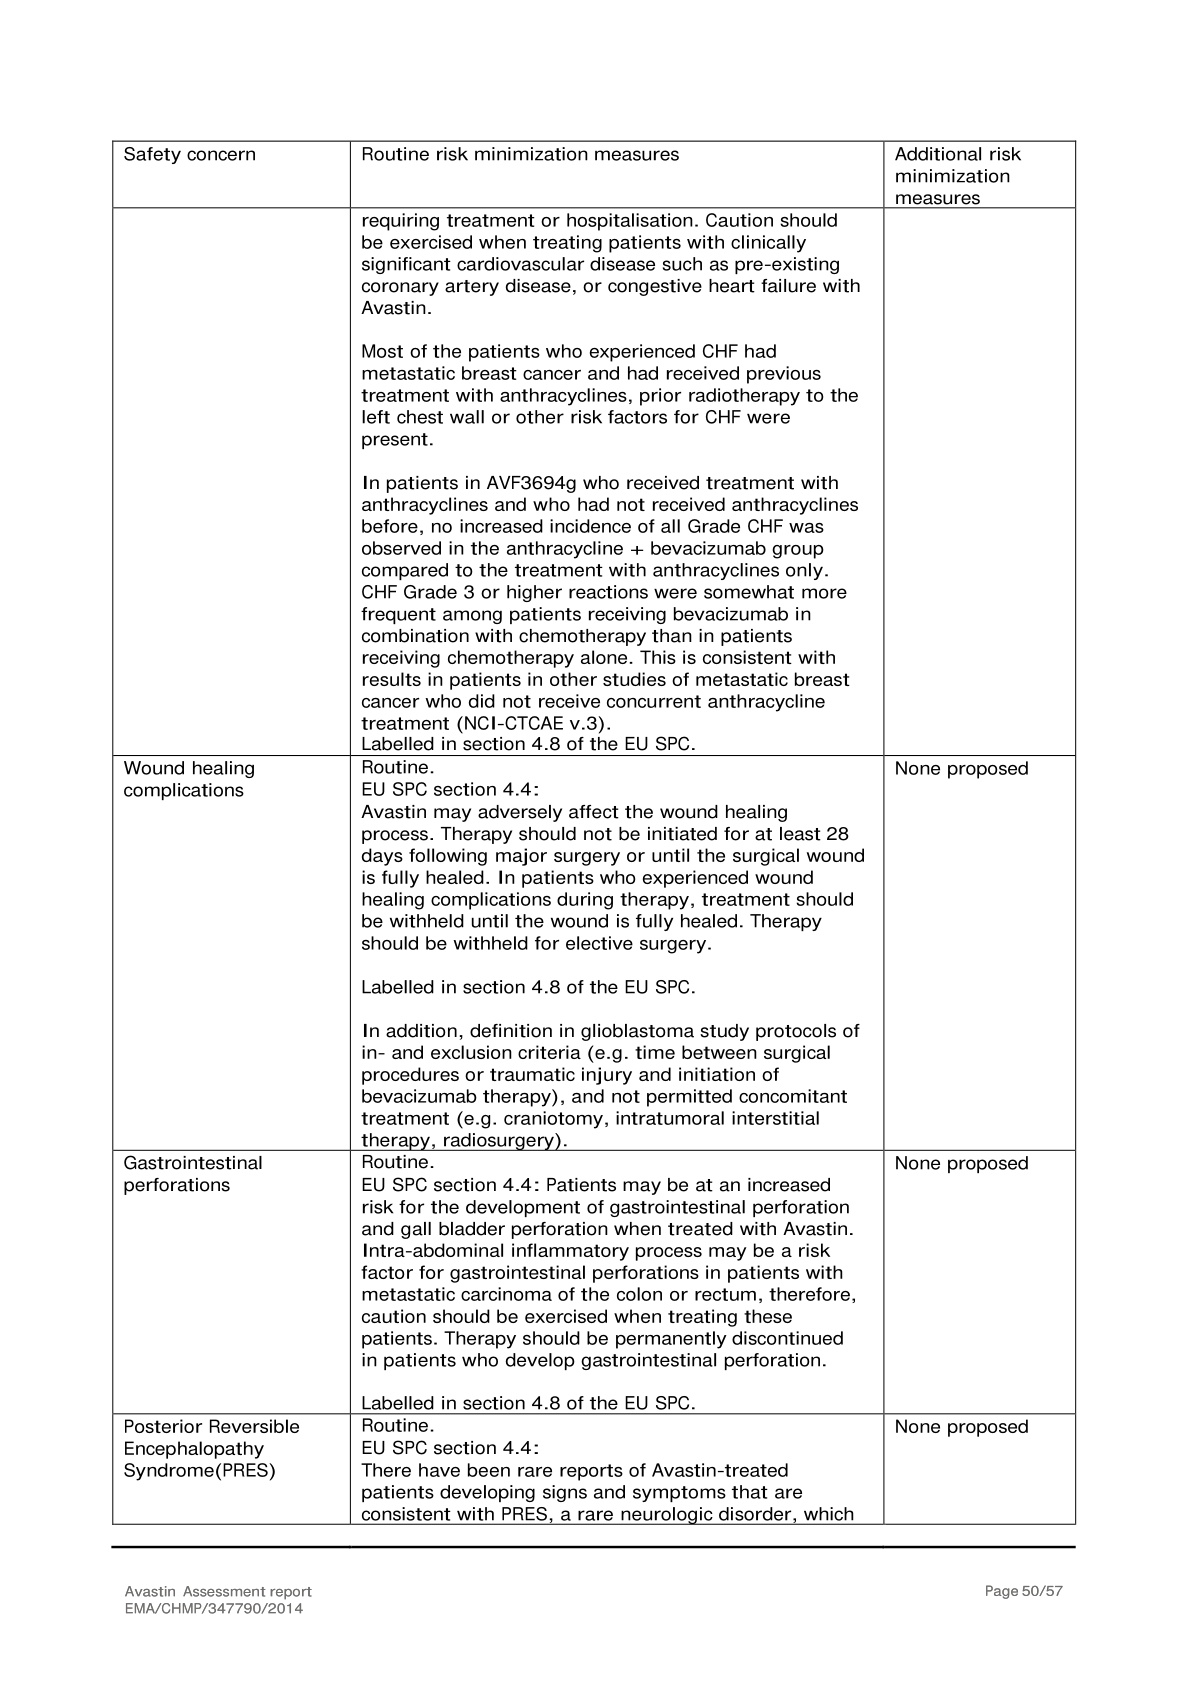 Safety concern
Routine risk minimization measures
Additional risk
minimization
measures
requiring treatment or hospitalisation. Caution should
be exercised when treating patients with clinically
significant cardiovascular disease such as pre-existing
coronary artery disease, or congestive heart failure with
Avastin.
Most of the patients who experienced CHF had
metastatic breast cancer and had received previous
treatment with anthracyclines, prior radiotherapy to the
left chest wall or other risk factors for CHF were
present.
In patients in AVF3694g who received treatment with
anthracyclines and who had not received anthracyclines
before, no increased incidence of all Grade CHF was
observed in the anthracycline + bevacizumab group
compared to the treatment with anthracyclines only.
CHF Grade 3 or higher reactions were somewhat more
frequent among patients receiving bevacizumab in
combination with chemotherapy than in patients
receiving chemotherapy alone. This is consistent with
results in patients in other studies of metastatic breast
cancer who did not receive concurrent anthracycline
treatment (NCI-CTCAE v.3).
Labelled in section 4.8 of the EU SPC.
Wound healing
complications
Routine.
EU SPC section 4.4:
Avastin may adversely affect the wound healing
process. Therapy should not be initiated for at least 28
days following major surgery or until the surgical wound
is fully healed. In patients who experienced wound
healing complications during therapy, treatment should
be withheld until the wound is fully healed. Therapy
should be withheld for elective surgery.
Labelled in section 4.8 of the EU SPC.
In addition, definition in glioblastoma study protocols of
in- and exclusion criteria (e.g. time between surgical
procedures or traumatic injury and initiation of
bevacizumab therapy), and not permitted concomitant
treatment (e.g. craniotomy, intratumoral interstitial
therapy, radiosurgery).
None proposed
Gastrointestinal
perforations
Routine.
EU SPC section 4.4: Patients may be at an increased
risk for the development of gastrointestinal perforation
and gall bladder perforation when treated with Avastin.
Intra-abdominal inflammatory process may be a risk
factor for gastrointestinal perforations in patients with
metastatic carcinoma of the colon or rectum, therefore,
caution should be exercised when treating these
patients. Therapy should be permanently discontinued
in patients who develop gastrointestinal perforation.
Labelled in section 4.8 of the EU SPC.
None proposed
Posterior Reversible
Encephalopathy
Syndrome(PRES)
Routine.
EU SPC section 4.4:
There have been rare reports of Avastin-treated
patients developing signs and symptoms that are
consistent with PRES, a rare neurologic disorder, which
None proposed
Avastin Assessment report
EMA/CHMP/347790/2014
Page 50/57